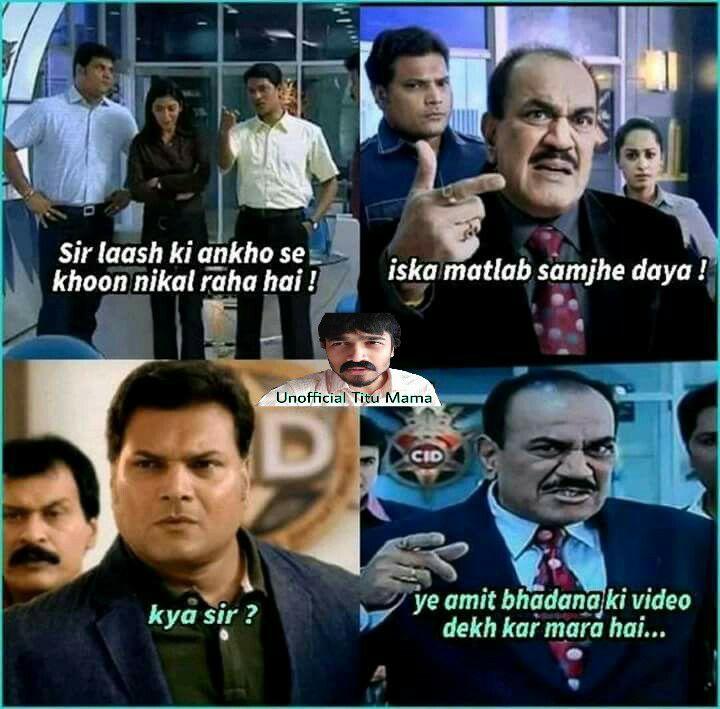 Sir laash ki ankho se
khoon nikal raha hai !
iska matlab samjhe daya !
Unofficial Titu Mama
ID
kya sir ?
CID
ye amit bhadana ki video
dekh kar mara hai...